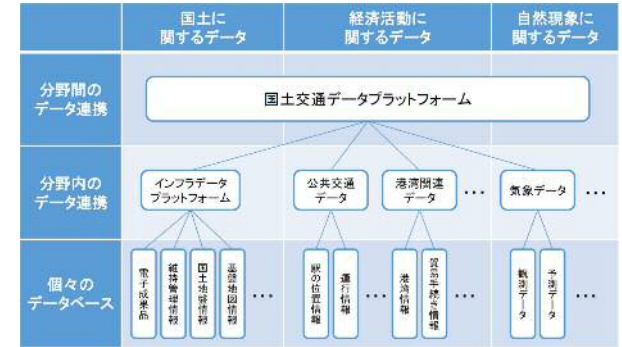 国土に
関するデータ
経済活動に
関するデータ
自然現象に
関するデータ
分野間の
データ連携
国土交通データプラットフォーム
分野内の
データ連携
インフラデータ
プラットフォーム
公共交通
データ
港湾関連
データ
•••
気象データ
•••
個々の
データベース
電子成果品
維持管理情報
国土地盤情報
基盤地図情報
•••
駅の位置情報
運行情報
•••
港湾情報
貿易手続き情報
•••
観測データ
予測データ
•••